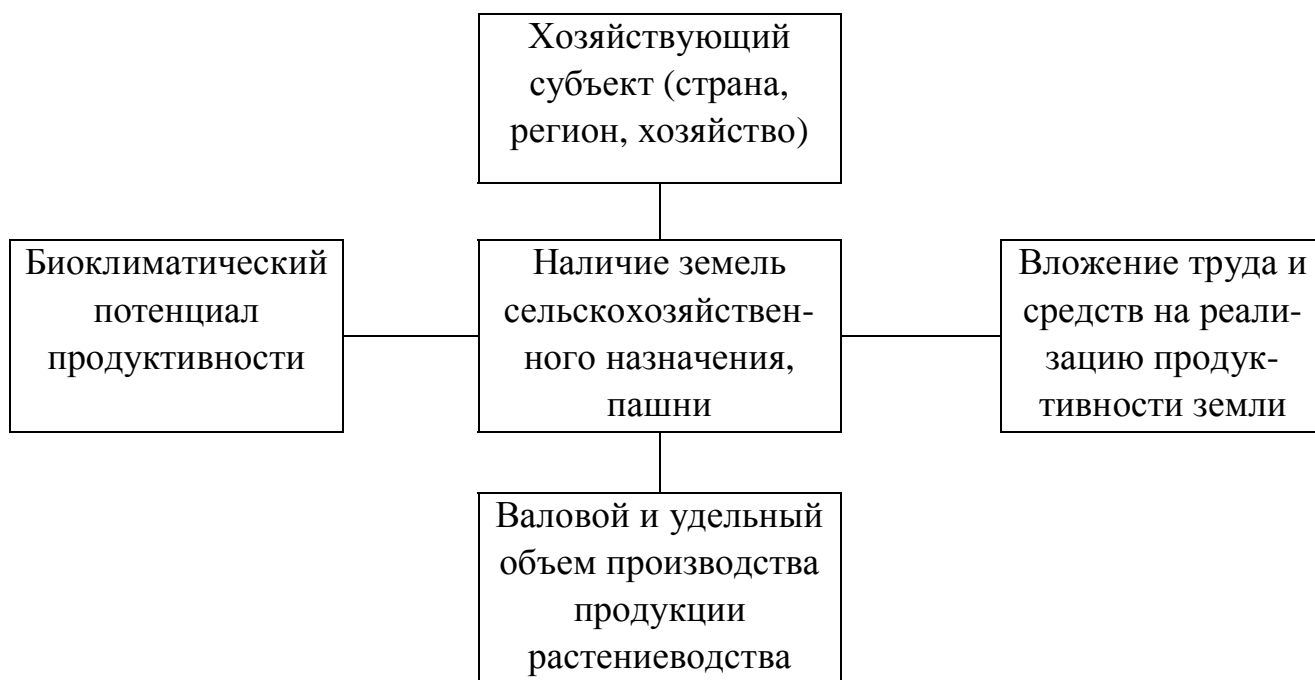 Хозяйствующий
субъект (страна,
регион, хозяйство)
Биоклиматический
потенциал
продуктивности
Наличие земель
сельскохозяйствен-
ного назначения,
пашни
Вложение труда и
средств на реали-
зацию продук-
тивности земли
Валовой и удельный
объем производства
продукции
растениеводства